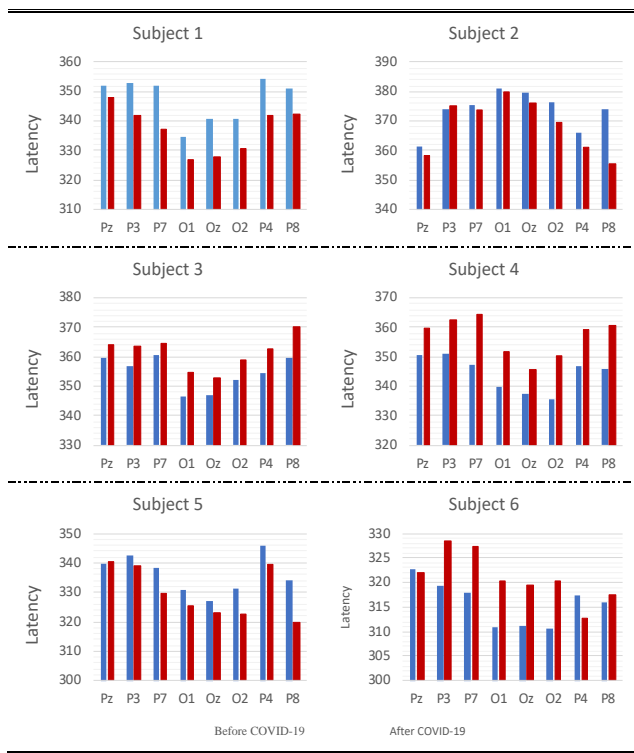 Subject 1
Latency
360
350
340
330
320
310
Pz P3 P7 O1 Oz O2 P4 P8
Subject 2
Latency
390
380
370
360
350
340
Pz P3 P7 O1 Oz O2 P4 P8
Subject 3
Latency
380
370
360
350
340
330
Pz P3 P7 O1 Oz O2 P4 P8
Subject 4
Latency
370
360
350
340
330
320
Pz P3 P7 O1 Oz O2 P4 P8
Subject 5
Latency
350
340
330
320
310
300
Pz P3 P7 O1 Oz O2 P4 P8
Subject 6
Latency
330
325
320
315
310
305
300
Pz P3 P7 O1 Oz O2 P4 P8
Before COVID-19 After COVID-19